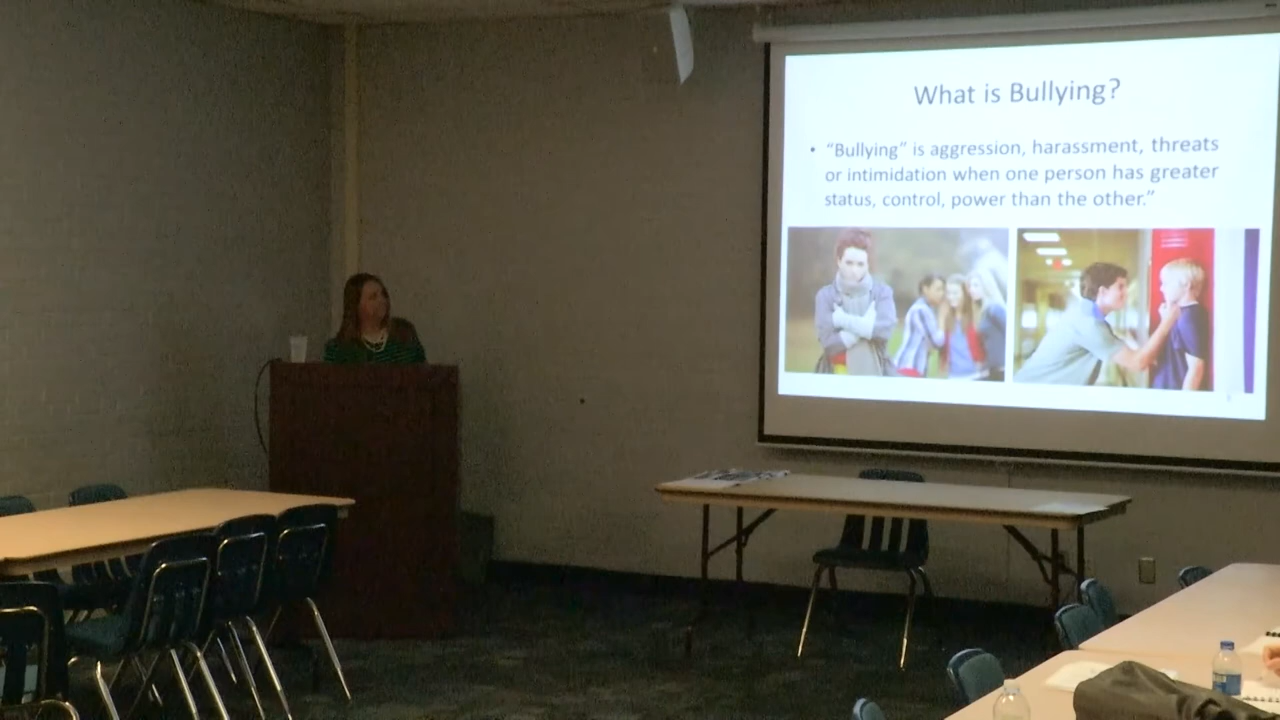 What is Bullying?
• “Bullying” is aggression, harassment, threats
or intimidation when one person has greater
status, control, power than the other.”